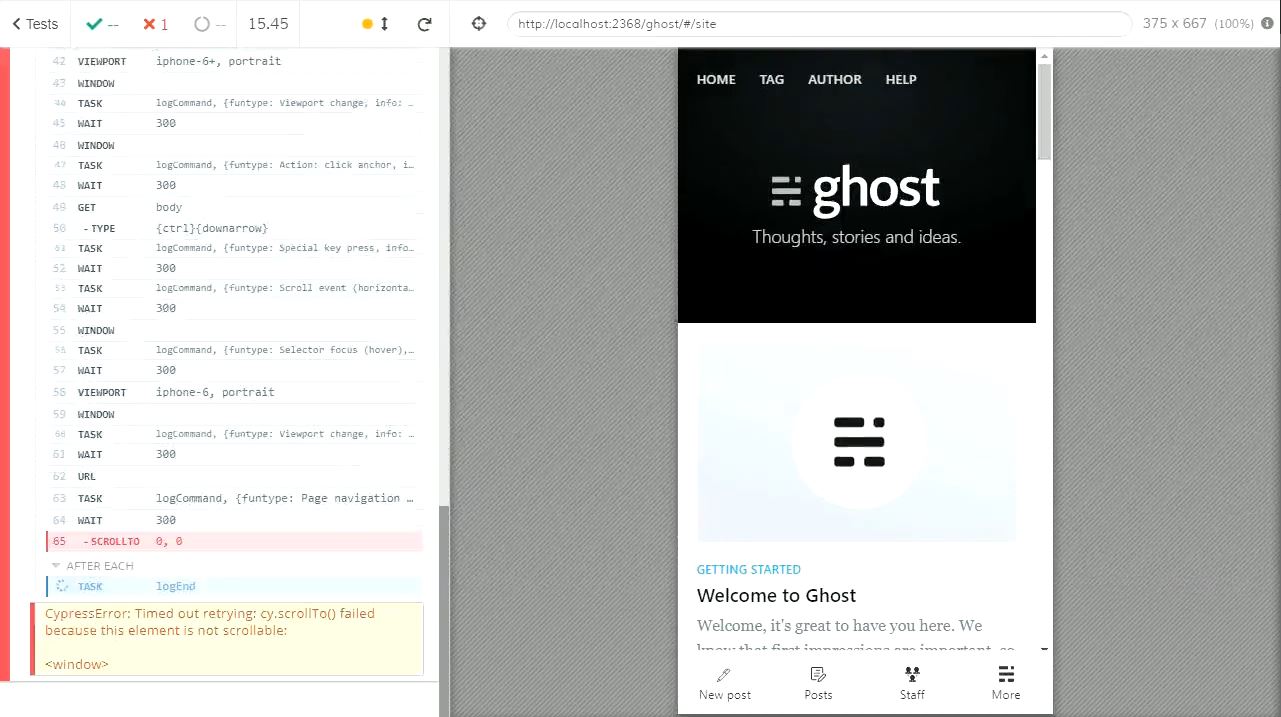 Tests
--
1
--
15.45
http://localhost:2368/ghost/#/site
375 x 667 (100%)
42 VIEWPORT iphone-6+, portrait
43 WINDOW
44 TASK logCommand, {funtype: Viewport change, info: …
45 WAIT 300
46 WINDOW
47 TASK logCommand, {funtype: Action: click anchor, i…
48 WAIT 300
49 GET body
50 -TYPE {ctrl}{downarrow}
51 TASK logCommand, {funtype: Special key press, info…
52 WAIT 300
53 TASK logCommand, {funtype: Scroll event (horizonta…
54 WAIT 300
55 WINDOW
56 TASK logCommand, {funtype: Selector focus (hover),…
57 WAIT 300
58 VIEWPORT iphone-6, portrait
59 WINDOW
60 TASK logCommand, {funtype: Viewport change, info: …
61 WAIT 300
62 URL
63 TASK logCommand, {funtype: Page navigation …
64 WAIT 300
65 -SCROLLTO 0, 0
AFTER EACH
TASK logEnd
CypressError: Timed out retrying: cy.scrollTo() failed
because this element is not scrollable:
<window>
HOME TAG AUTHOR HELP
ghost
Thoughts, stories and ideas.
GETTING STARTED
Welcome to Ghost
Welcome, it's great to have you here. We
know that first impressions are important, so
New post Posts Staff More